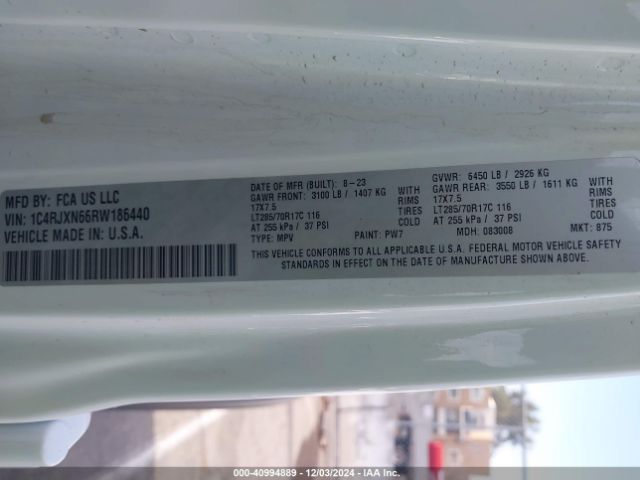 MFD BY: FCA US LLC
VIN: 1C4RJXN66RW186440
VEHICLE MADE IN: U.S.A.
DATE OF MFR (BUILT): 8-23
GAWR FRONT: 3100 LB / 1407 KG WITH
17X7.5 RIMS
LT285/70R17C 116 TIRES
AT 255 kPa / 37 PSI COLD
TYPE: MPV PAINT: PW7
GVWR: 6450 LB / 2926 KG
GAWR REAR: 3550 LB / 1611 KG WITH
17X7.5 RIMS
LT285/70R17C 116 TIRES
AT 255 kPa / 37 PSI COLD
MDH: 083008 MKT: 875
THIS VEHICLE CONFORMS TO ALL APPLICABLE U.S.A. FEDERAL MOTOR VEHICLE SAFETY
STANDARDS IN EFFECT ON THE DATE OF MANUFACTURE SHOWN ABOVE.
000-40994889 - 12/03/2024 - IAA Inc.